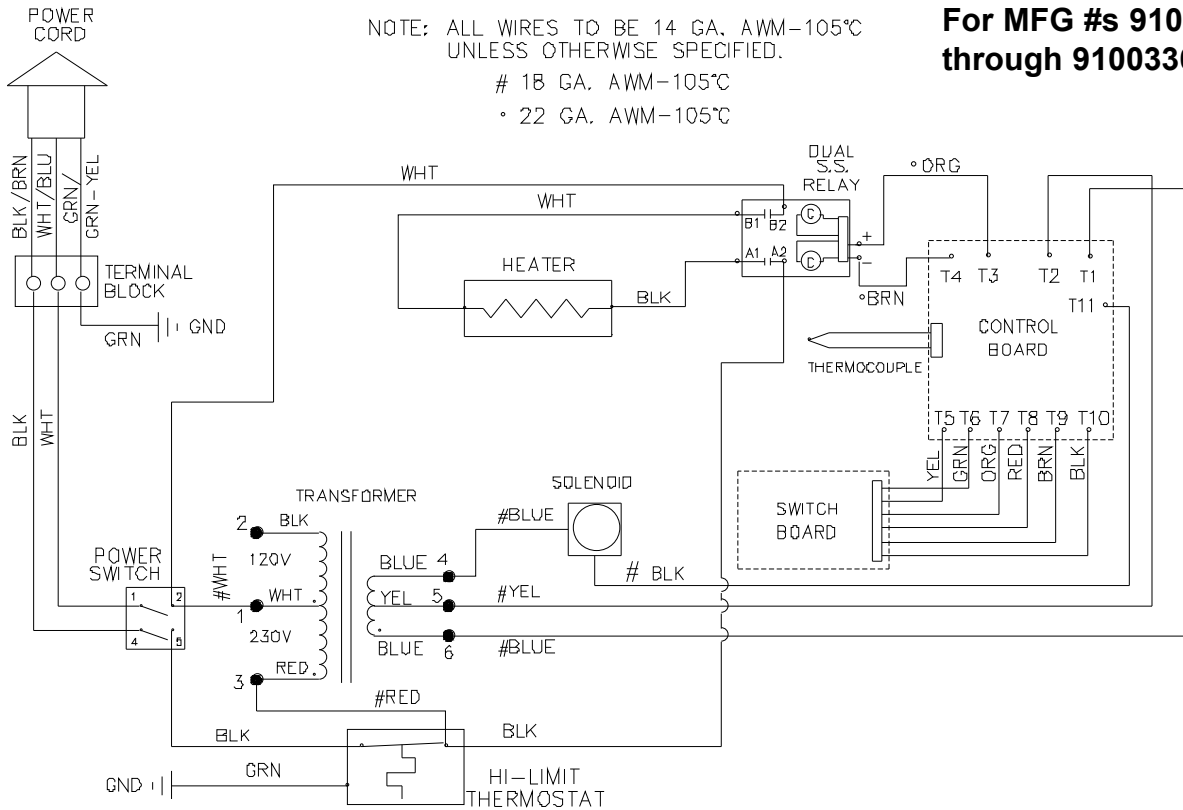 POWER
CORD
NOTE: ALL WIRES TO BE 14 GA. AWM-105°C
UNLESS OTHERWISE SPECIFIED.
# 18 GA. AWM-105°C
° 22 GA. AWM-105°C
For MFG #s 910
through 9100330
BLK/BRN
WHT/BLU
GRN/
GRN-YEL
TERMINAL
BLOCK
GRN
GND
BLK
WHT
WHT
WHT
HEATER
BLK
DUAL
S.S.
RELAY
B1
B2
C
A1
A2
C
+
-
°ORG
°BRN
T4
T3
T2
T1
T11
CONTROL
BOARD
THERMOCOUPLE
T5
T6
T7
T8
T9
T10
YEL
GRN
ORG
RED
BRN
BLK
SWITCH
BOARD
SOLENOID
#BLUE
# BLK
TRANSFORMER
2
BLK
120V
#WHT
WHT
1
230V
RED
3
#RED
BLUE 4
YEL 5
BLUE 6
#YEL
#BLUE
POWER
SWITCH
1
2
4
5
BLK
BLK
GRN
GND
HI-LIMIT
THERMOSTAT